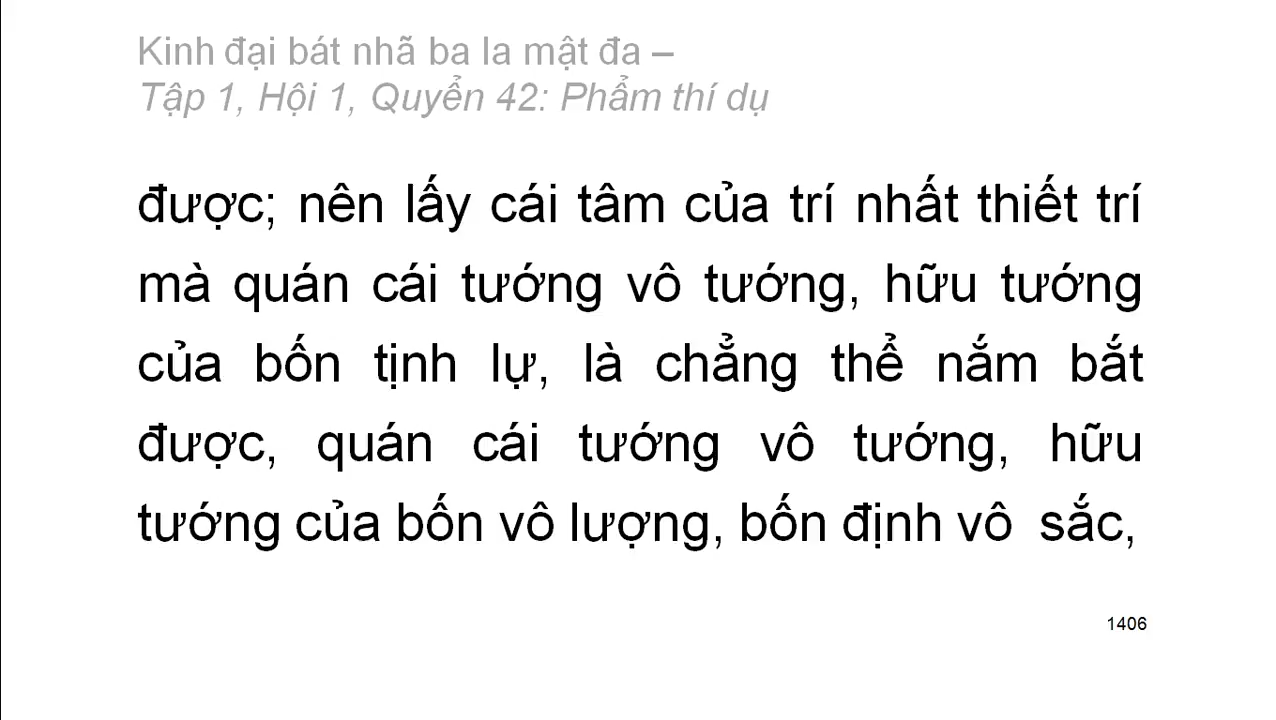 Kinh đại bát nhã ba la mật đa –
Tập 1, Hội 1, Quyển 42: Phẩm thí dụ
được; nên lấy cái tâm của trí nhất thiết trí
mà quán cái tướng vô tướng, hữu tướng
của bốn tịnh lự, là chẳng thể nắm bắt
được, quán cái tướng vô tướng, hữu
tướng của bốn vô lượng, bốn định vô sắc,
1406